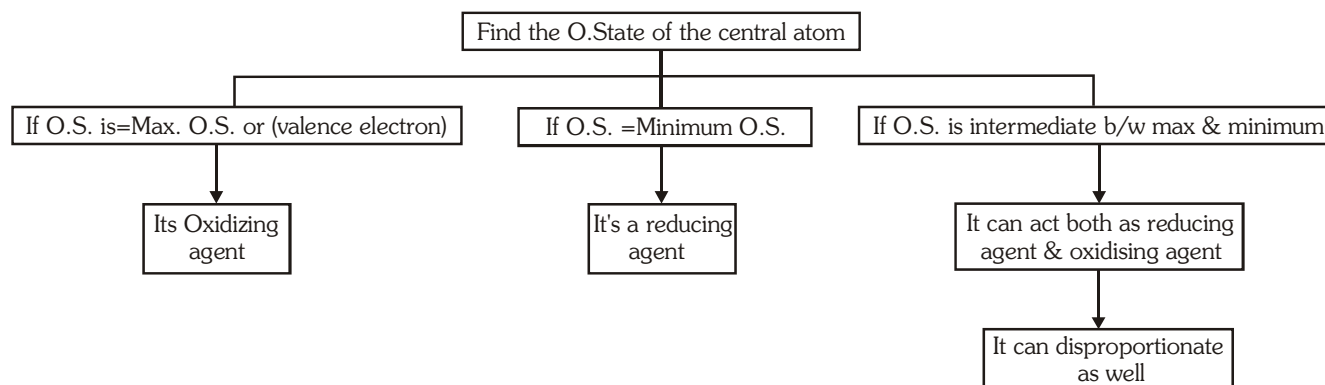 Find the O.State of the central atom
If O.S. is=Max. O.S. or (valence electron)
If O.S. =Minimum O.S.
If O.S. is intermediate b/w max & minimum
Its Oxidizing
agent
It's a reducing
agent
It can act both as reducing
agent & oxidising agent
It can disproportionate
as well